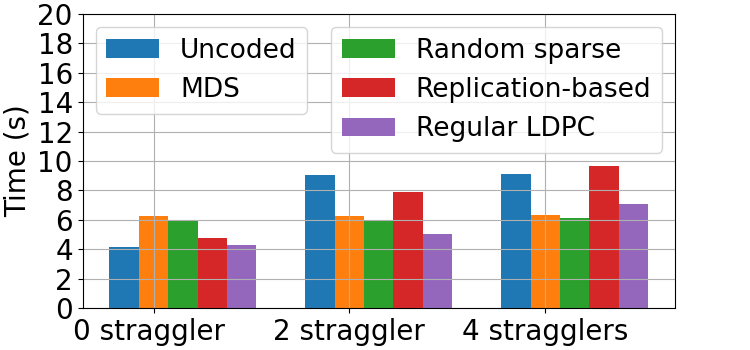 20
18
16
14
12
10
8
6
4
2
0
Time (s)
Uncoded
MDS
Random sparse
Replication-based
Regular LDPC
0 straggler
2 straggler
4 stragglers